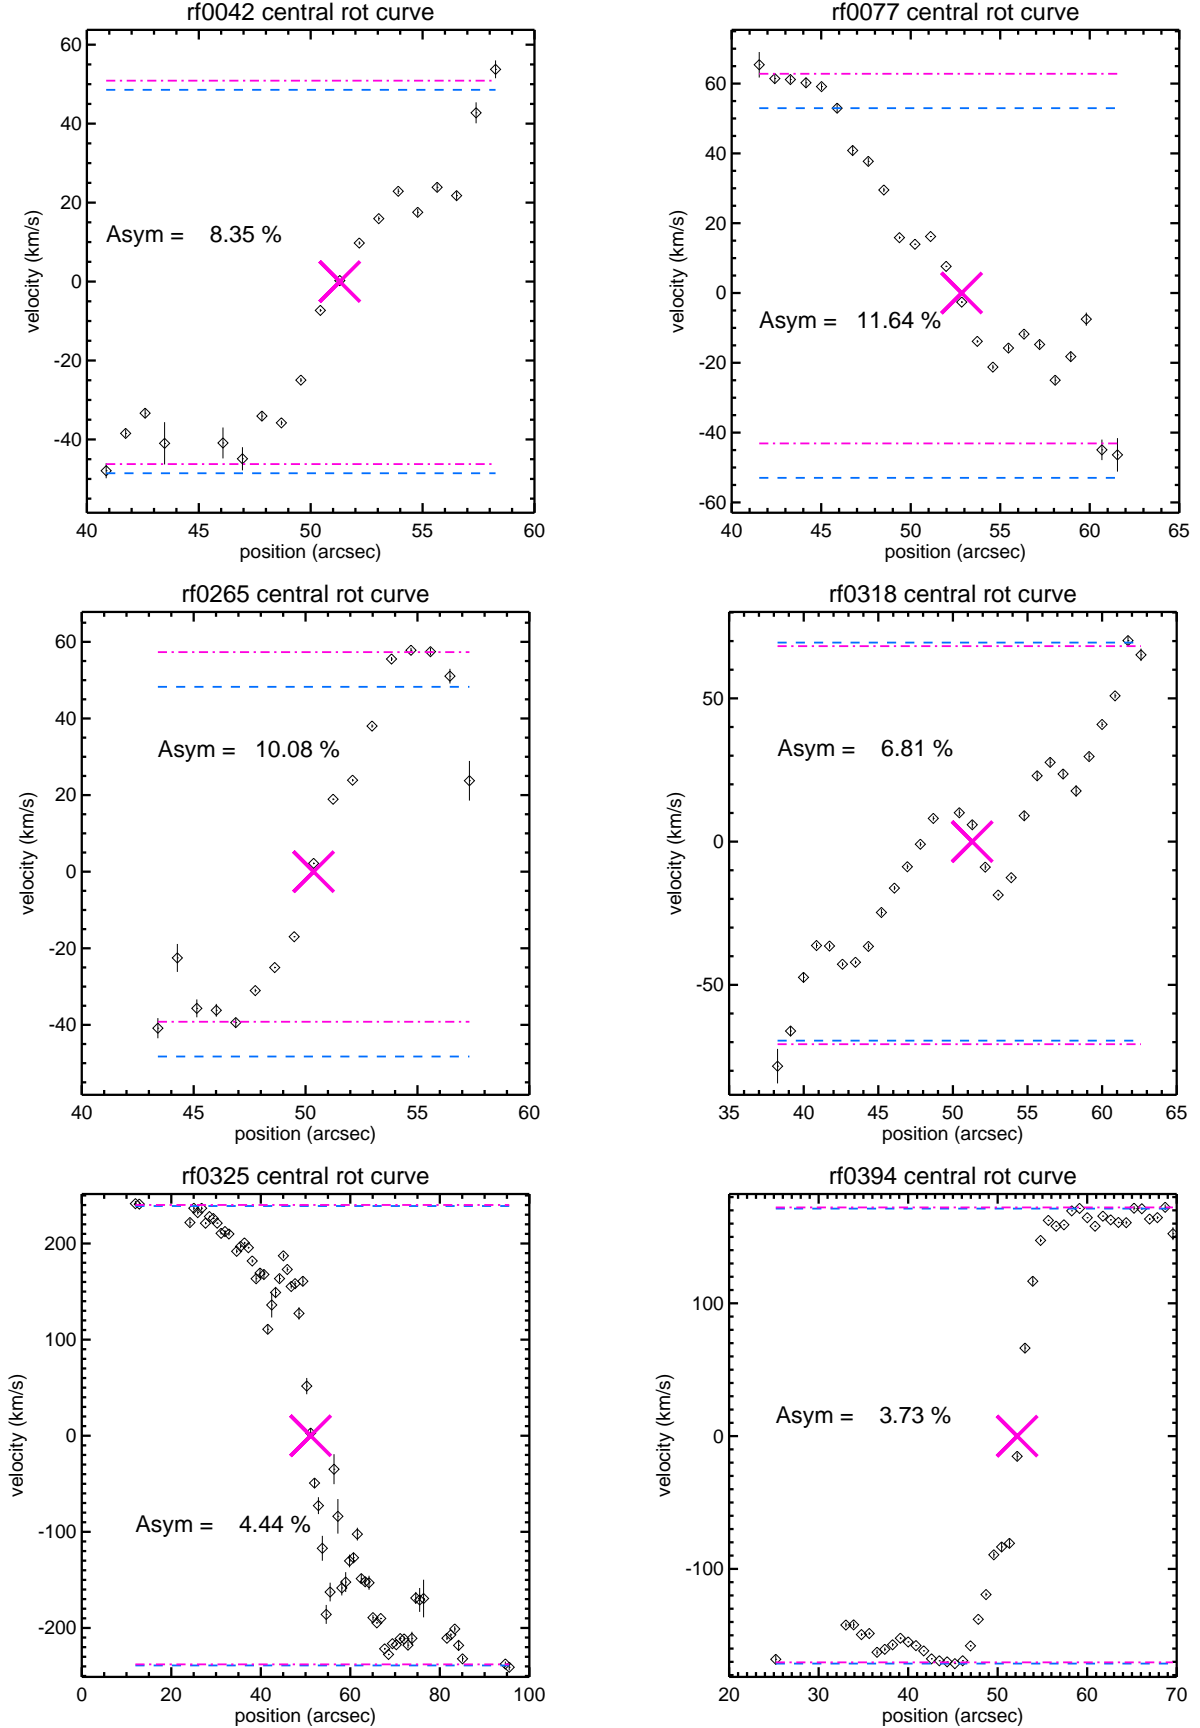 rf0042 central rot curve
60
40
20
0
-20
-40
velocity (km/s)
Asym = 8.35 %
40 45 50 55 60
position (arcsec)
rf0077 central rot curve
60
40
20
0
-20
-40
-60
velocity (km/s)
Asym = 11.64 %
40 45 50 55 60 65
position (arcsec)
rf0265 central rot curve
60
40
20
0
-20
-40
velocity (km/s)
Asym = 10.08 %
40 45 50 55 60
position (arcsec)
rf0318 central rot curve
50
0
-50
velocity (km/s)
Asym = 6.81 %
35 40 45 50 55 60 65
position (arcsec)
rf0325 central rot curve
200
100
0
-100
-200
velocity (km/s)
Asym = 4.44 %
0 20 40 60 80 100
position (arcsec)
rf0394 central rot curve
100
0
-100
velocity (km/s)
Asym = 3.73 %
20 30 40 50 60 70
position (arcsec)